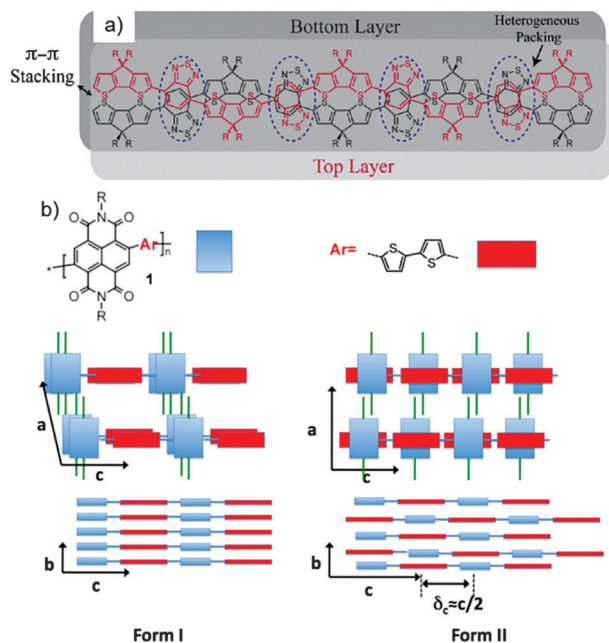 a)
Bottom Layer
Heterogeneous
Packing
π–π
Stacking
R R R R R R R R
N S N N S N N S N N S N
S S S S S S S S
N S N N S N N S N N S N
R R R R R R R R
Top Layer
b)
R
O N O
Ar
n
*
O N O
R
1
Ar=
S
S
a
c
a
c
b
c
b
c
δc≈c/2
Form I
Form II